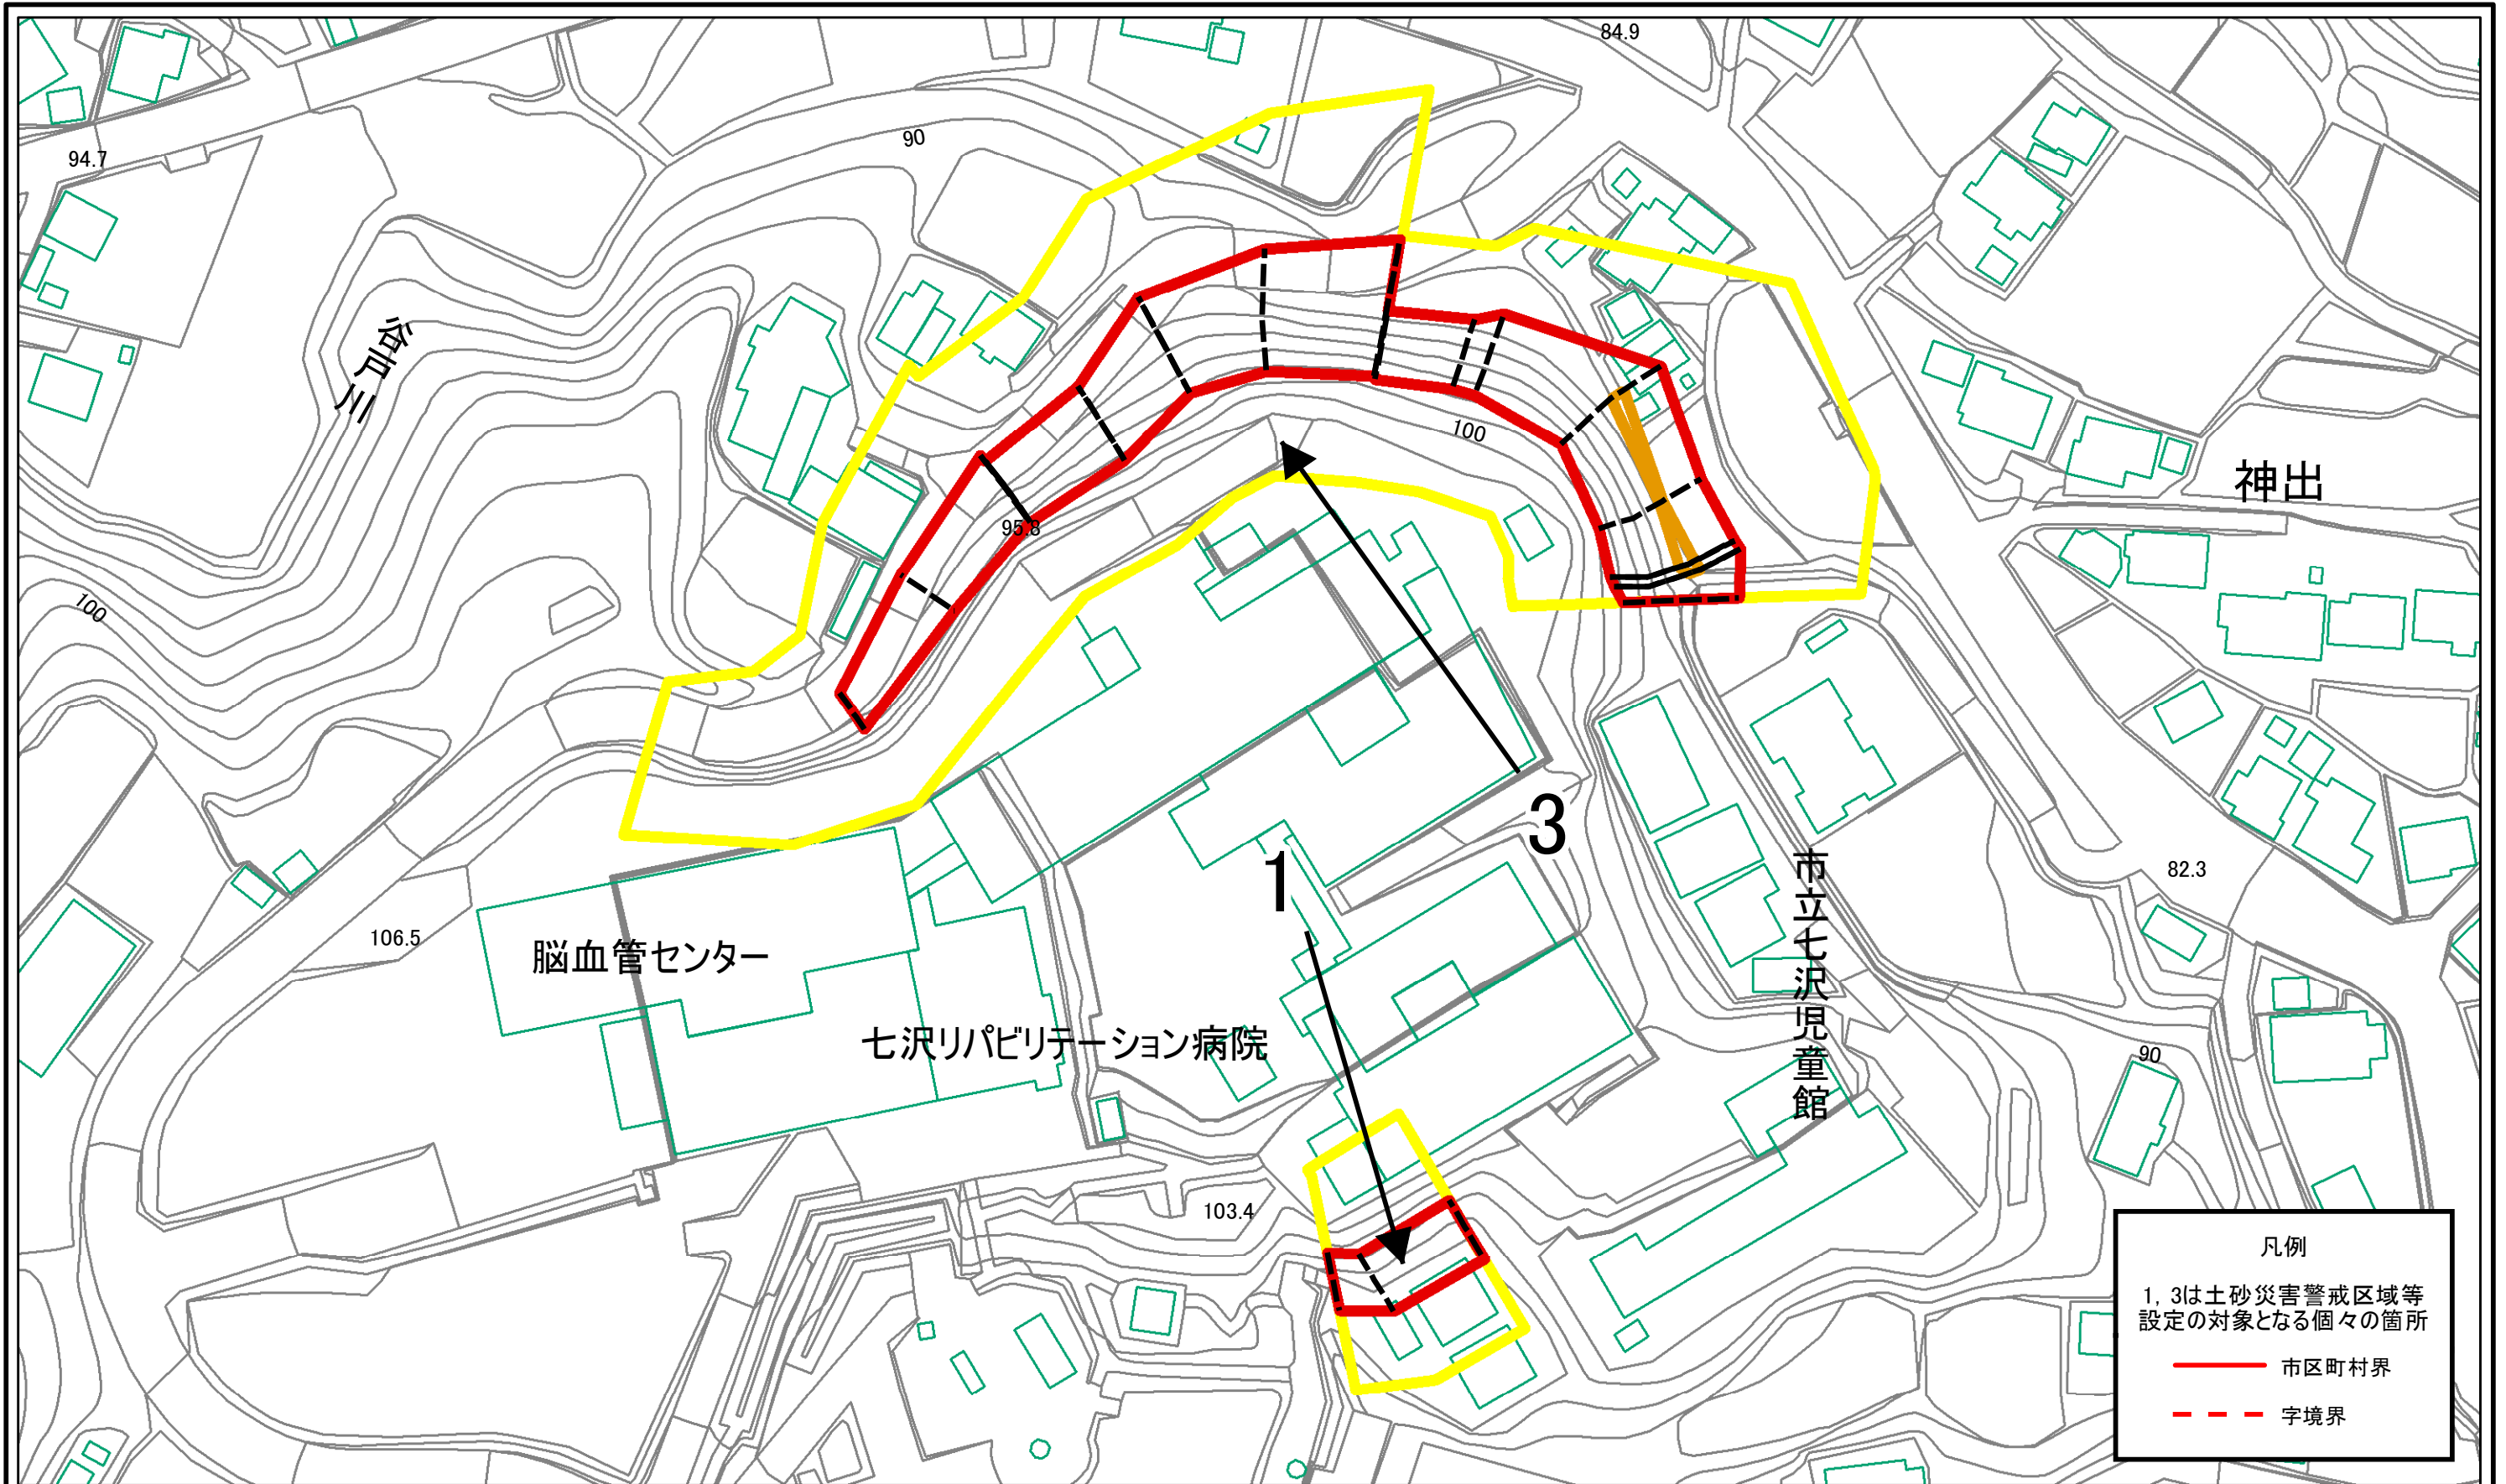 84.9
90
94.7
谷戸川
100
神出
95.8
100
3
1
市立七沢児童館
82.3
106.5
脳血管センター
七沢リパビリテーション病院
90
103.4
凡例
1, 3は土砂災害警戒区域等
設定の対象となる個々の箇所
市区町村界
字境界